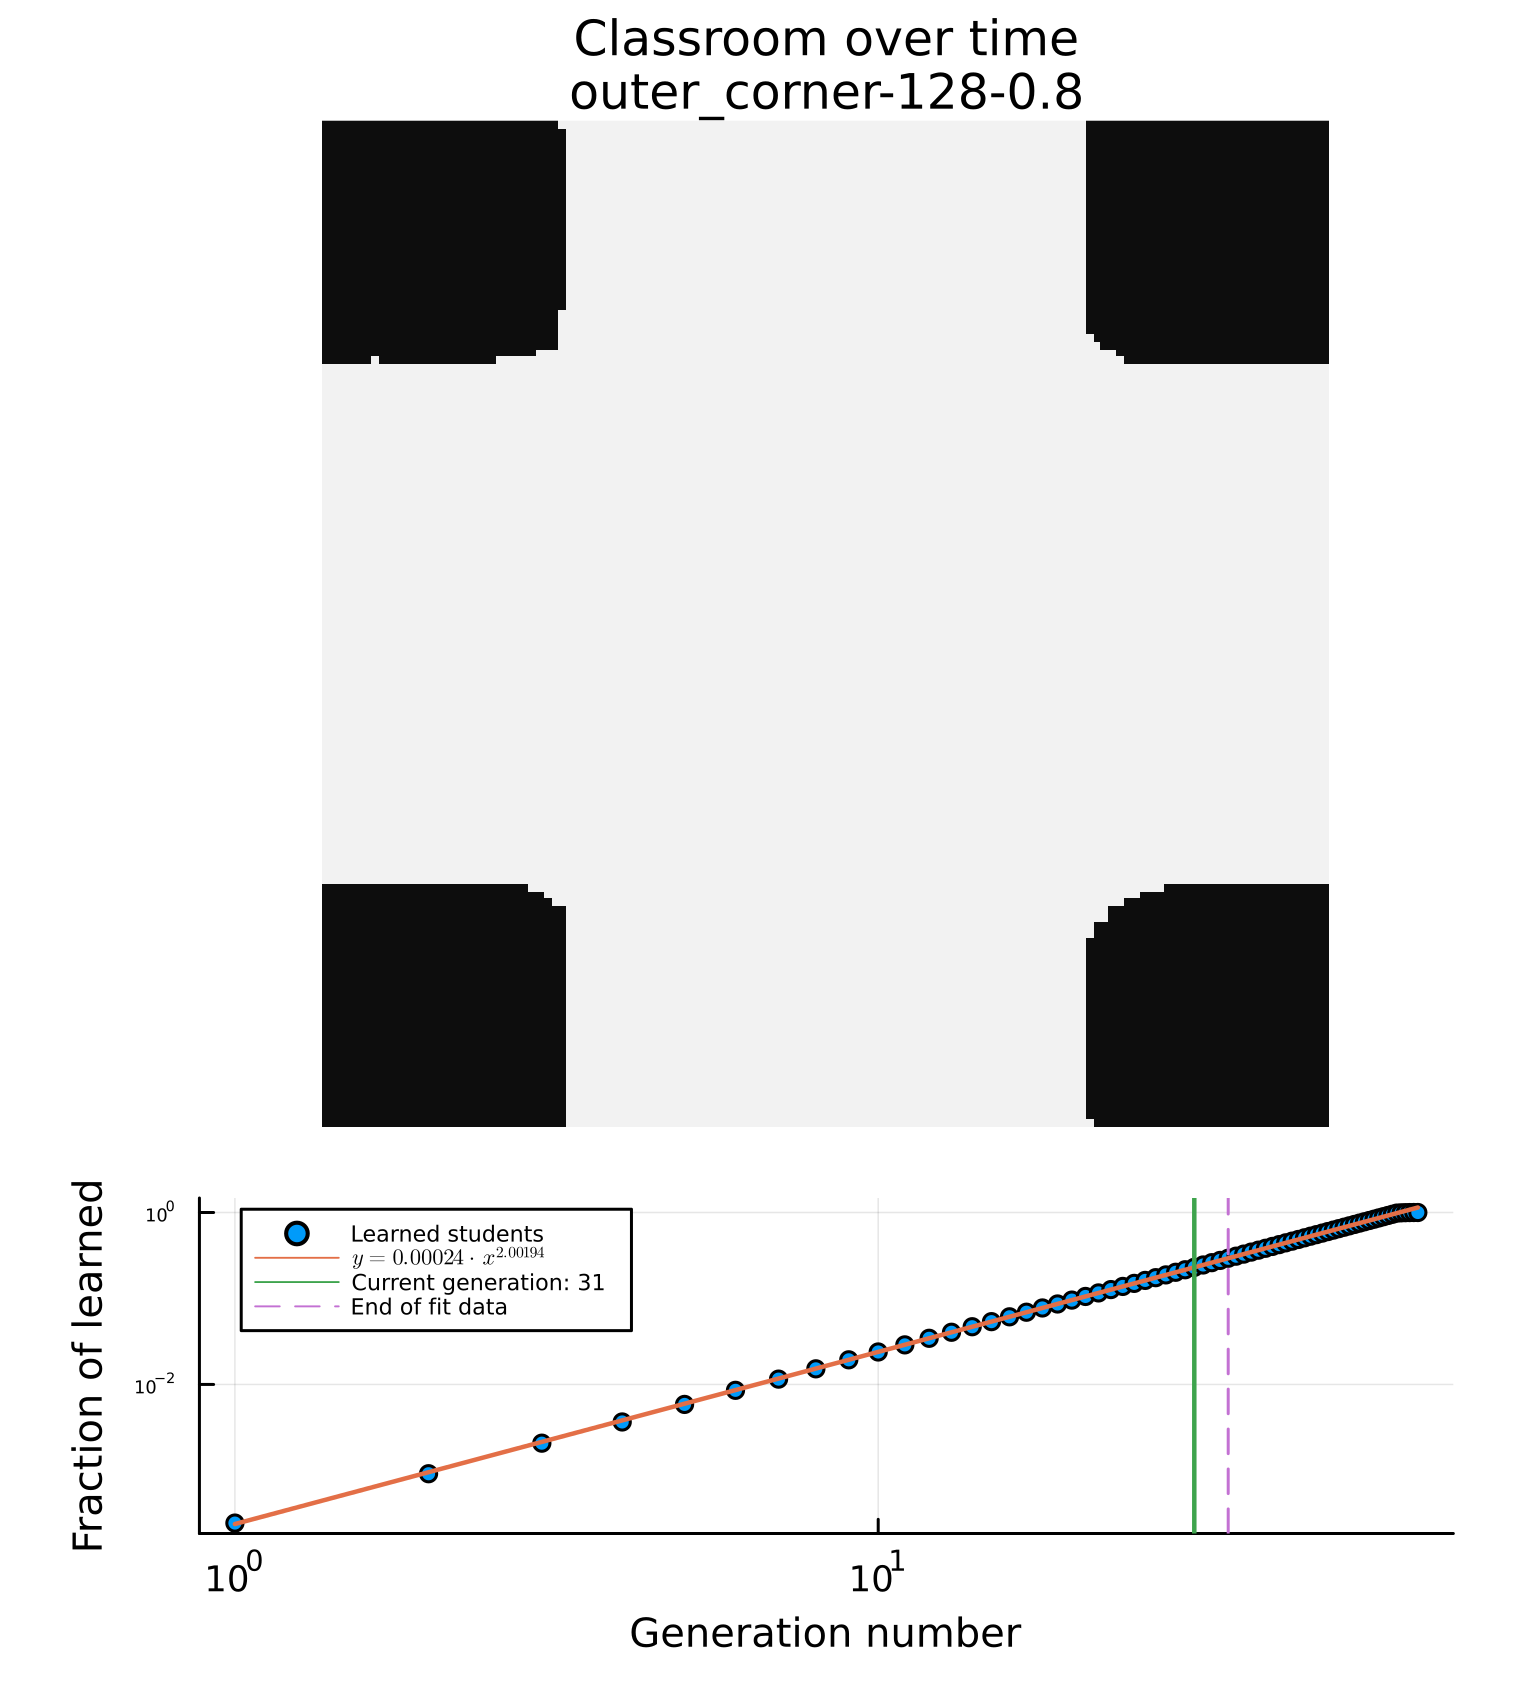 Classroom over time
outer_corner-128-0.8
Fraction of learned
10⁰
10⁻²
Learned students
y = 0.00024 · x^2.00194
Current generation: 31
End of fit data
10⁰ 10¹
Generation number